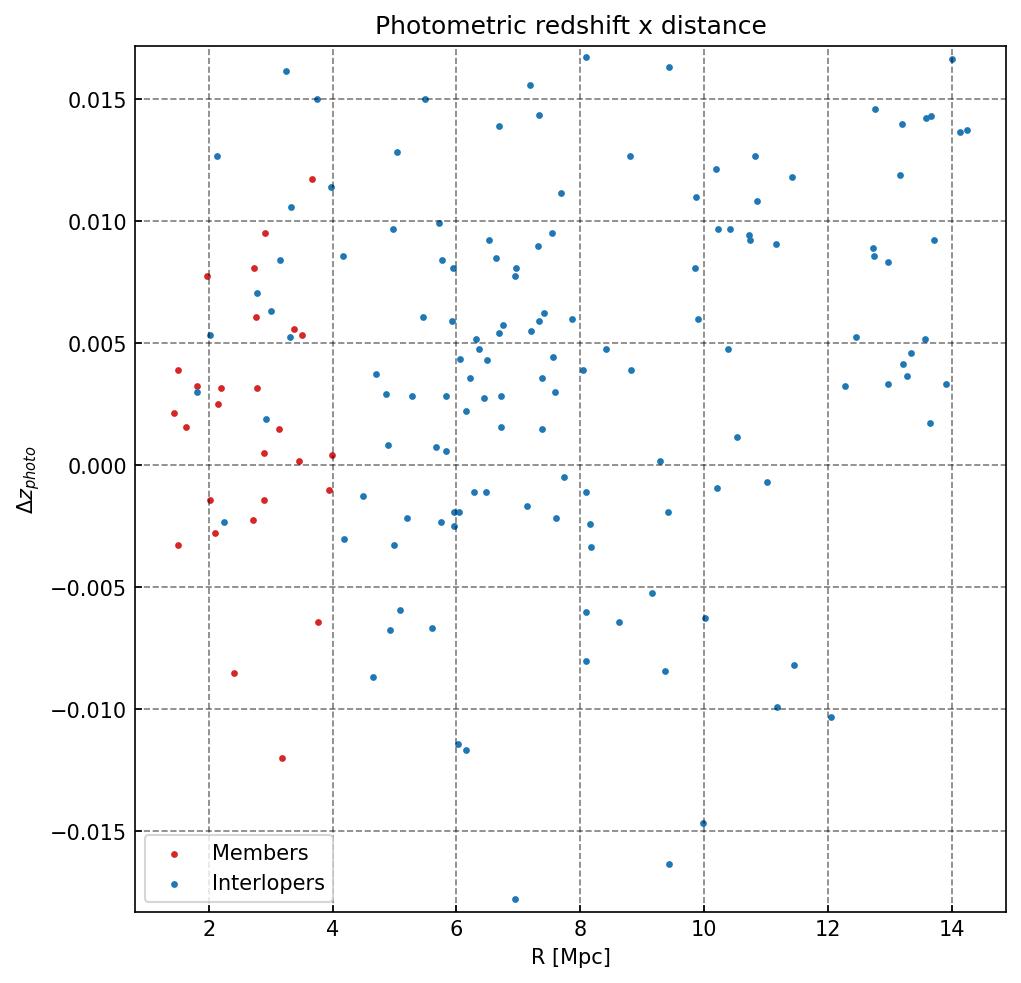 Photometric redshift x distance
0.015
0.010
0.005
0.000
−0.005
−0.010
−0.015
Δz_photo
Members
Interlopers
2 4 6 8 10 12 14
R [Mpc]